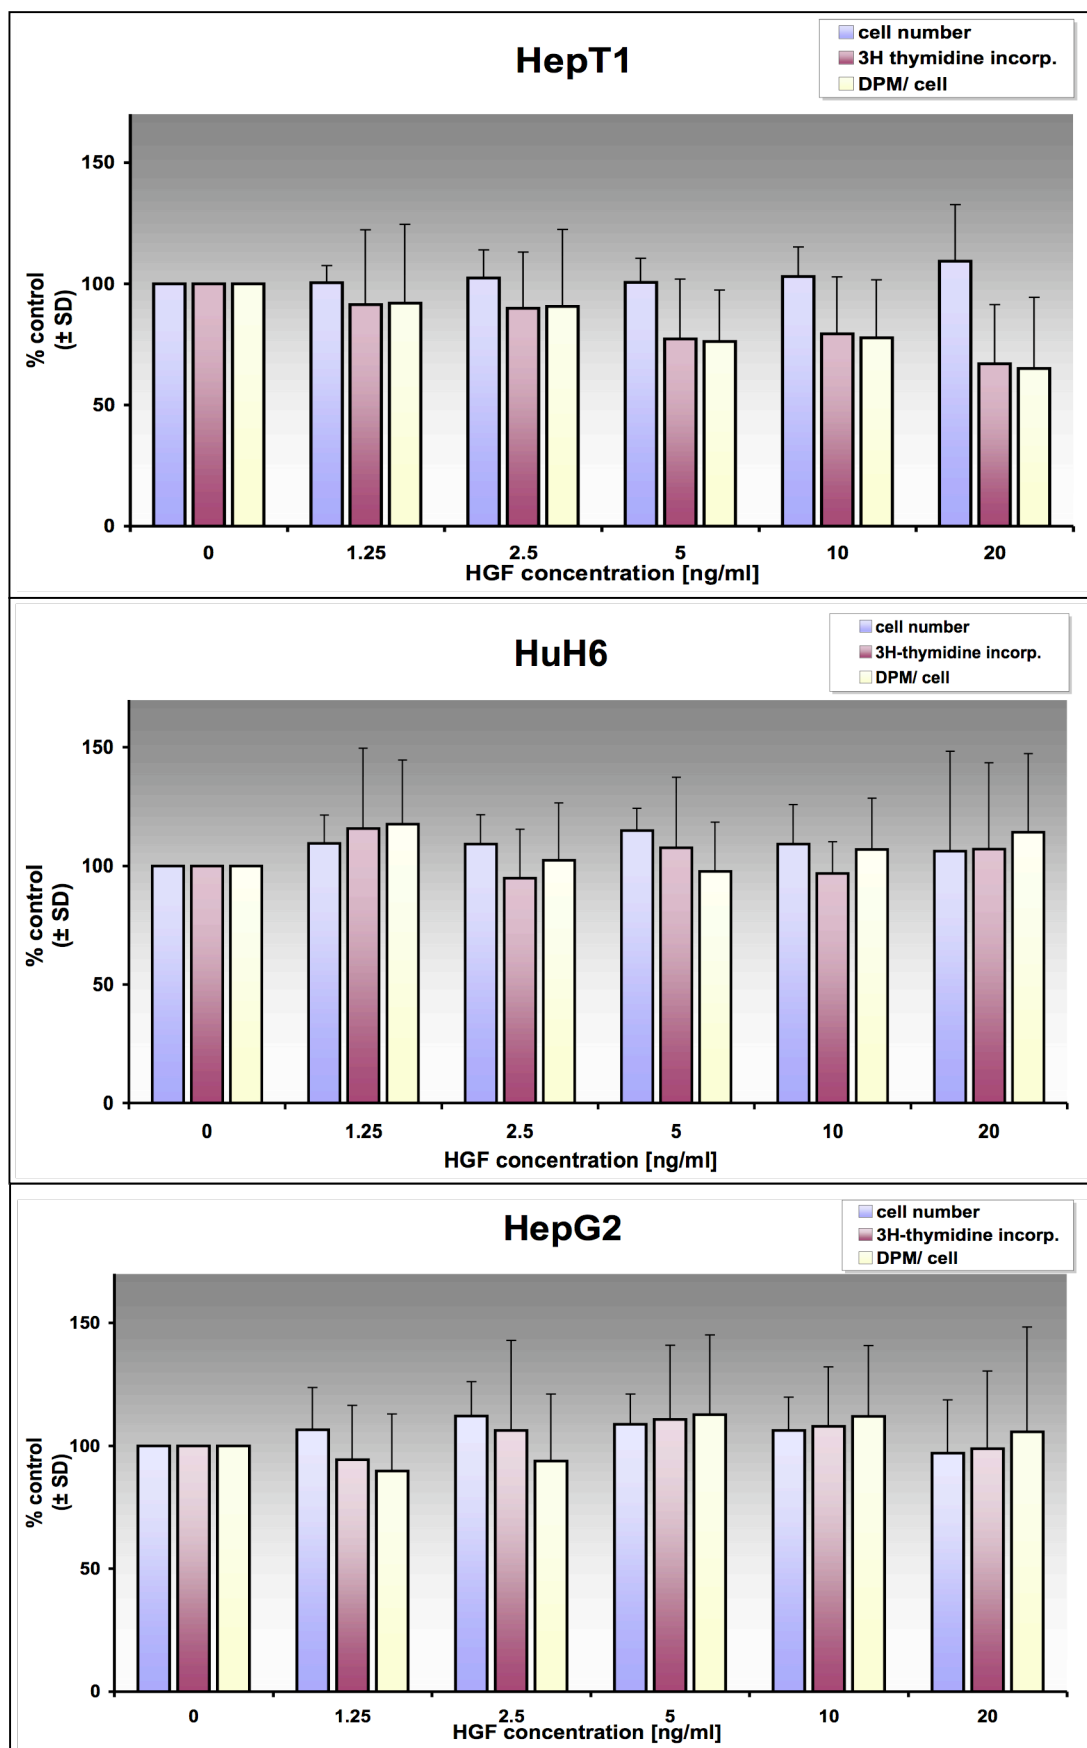 HepT1
cell number
3H thymidine incorp.
DPM/ cell
150
100
50
0
% control
(± SD)
0 1.25 2.5 5 10 20
HGF concentration [ng/ml]
HuH6
cell number
3H-thymidine incorp.
DPM/ cell
150
100
50
0
% control
(± SD)
0 1.25 2.5 5 10 20
HGF concentration [ng/ml]
HepG2
cell number
3H-thymidine incorp.
DPM/ cell
150
100
50
0
% control
(± SD)
0 1.25 2.5 5 10 20
HGF concentration [ng/ml]